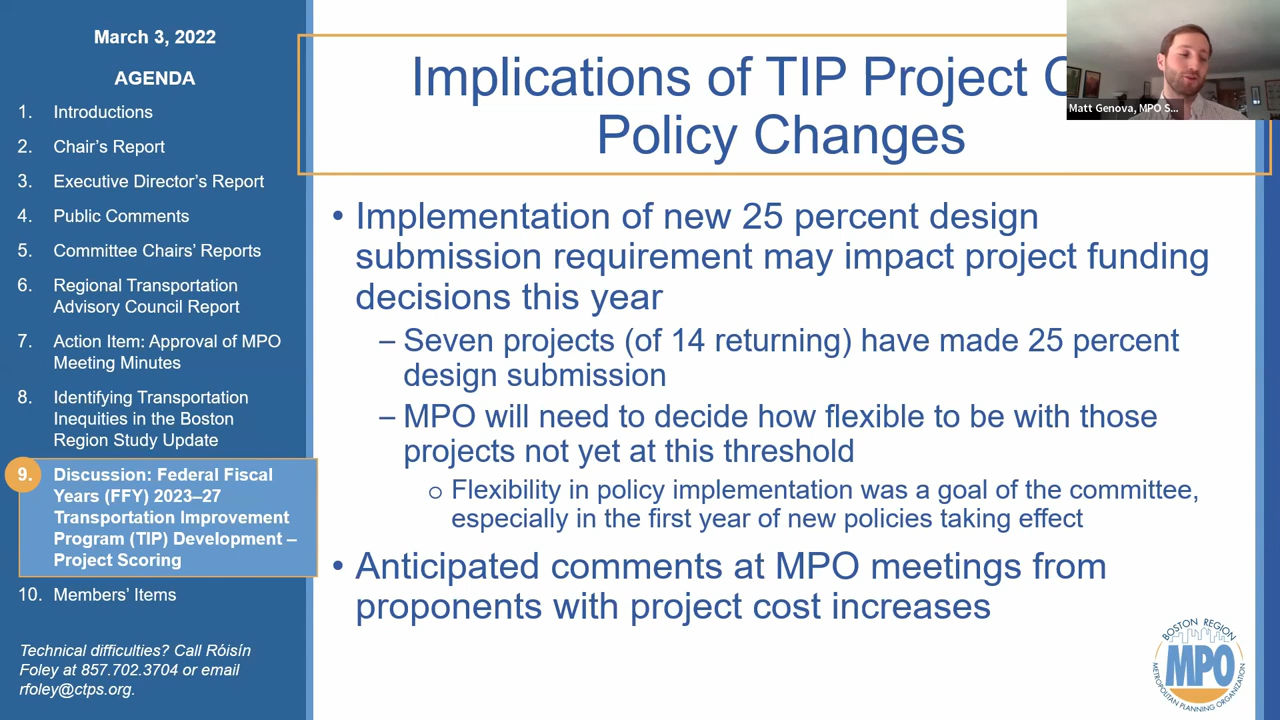 March 3, 2022
AGENDA
1. Introductions
2. Chair's Report
3. Executive Director's Report
4. Public Comments
5. Committee Chairs' Reports
6. Regional Transportation
Advisory Council Report
7. Action Item: Approval of MPO
Meeting Minutes
8. Identifying Transportation
Inequities in the Boston
Region Study Update
9. Discussion: Federal Fiscal
Years (FFY) 2023–27
Transportation Improvement
Program (TIP) Development –
Project Scoring
10. Members' Items
Technical difficulties? Call Róisín
Foley at 857.702.3704 or email
rfoley@ctps.org.
Implications of TIP Project
Policy Changes
Matt Genova, MPO S...
• Implementation of new 25 percent design
submission requirement may impact project funding
decisions this year
– Seven projects (of 14 returning) have made 25 percent
design submission
– MPO will need to decide how flexible to be with those
projects not yet at this threshold
o Flexibility in policy implementation was a goal of the committee,
especially in the first year of new policies taking effect
• Anticipated comments at MPO meetings from
proponents with project cost increases
BOSTON REGION
MPO
METROPOLITAN PLANNING ORGANIZATION